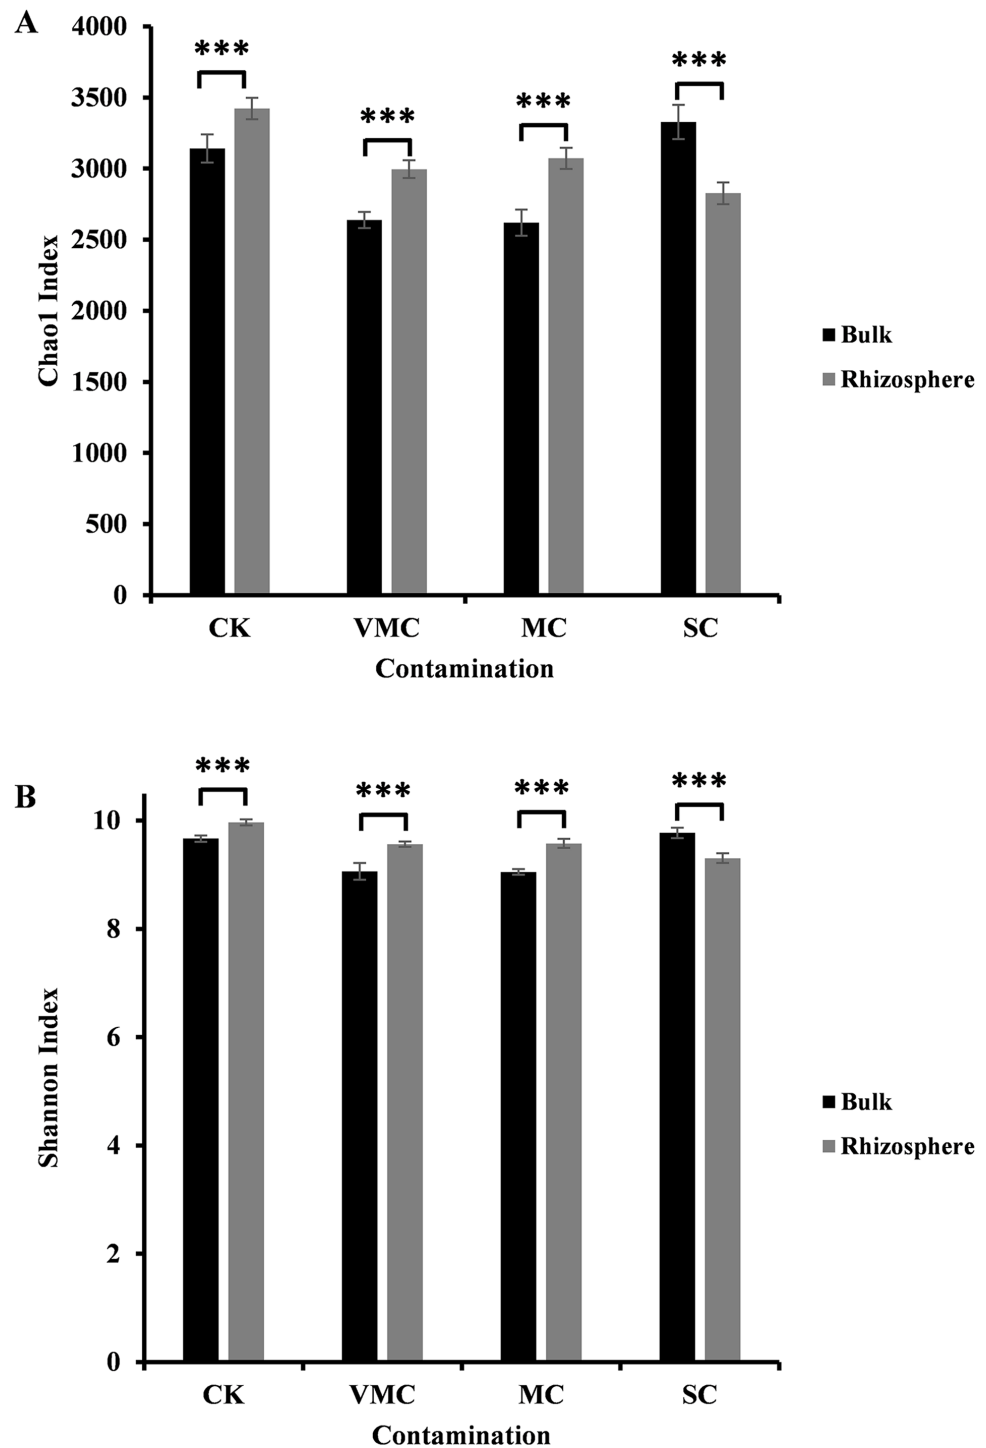 A
4000
3500
3000
2500
2000
1500
1000
500
0
Chao1 Index
***
***
***
***
CK VMC MC SC
Contamination
Bulk
Rhizosphere
B
10
8
6
4
2
0
Shannon Index
***
***
***
***
CK VMC MC SC
Contamination
Bulk
Rhizosphere